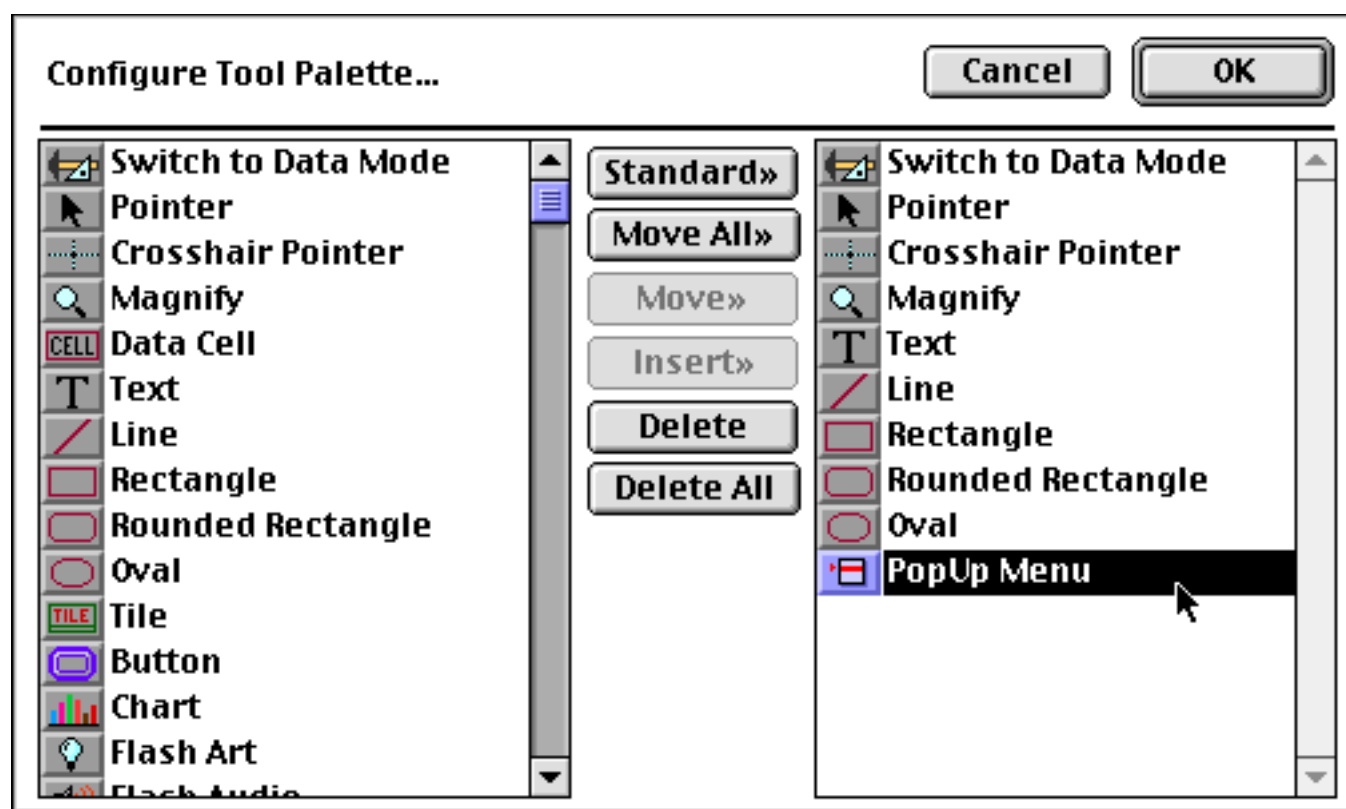 Configure Tool Palette...
Cancel
OK
Switch to Data Mode
Pointer
Crosshair Pointer
Magnify
CELL Data Cell
T Text
Line
Rectangle
Rounded Rectangle
Oval
TILE Tile
Button
Chart
Flash Art
Flash Audio
Standard»
Move All»
Move»
Insert»
Delete
Delete All
Switch to Data Mode
Pointer
Crosshair Pointer
Magnify
T Text
Line
Rectangle
Rounded Rectangle
Oval
PopUp Menu